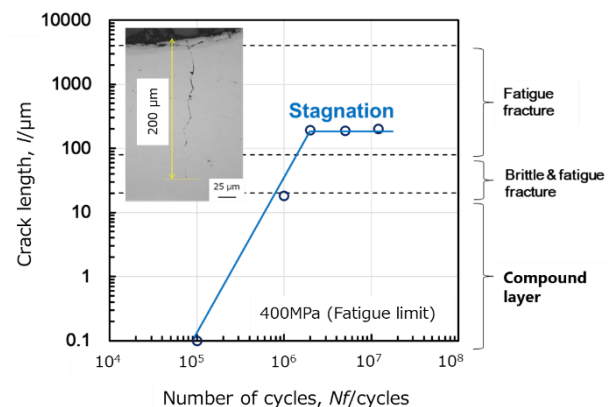 10000
1000
100
10
1
0.1
Crack length, l/μm
200 μm
25 μm
Stagnation
400MPa (Fatigue limit)
Fatigue
fracture
Brittle & fatigue
fracture
Compound
layer
10⁴ 10⁵ 10⁶ 10⁷ 10⁸
Number of cycles, Nf/cycles